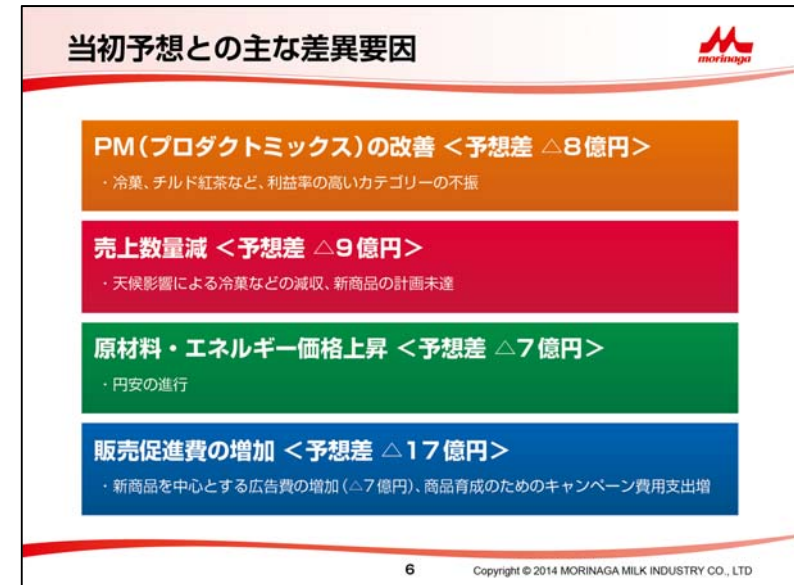 当初予想との主な差異要因
morinaga
PM(プロダクトミックス)の改善 <予想差 △8億円>
・冷菓、チルド紅茶など、利益率の高いカテゴリーの不振
売上数量減 <予想差 △9億円>
・天候影響による冷菓などの減収、新商品の計画未達
原材料・エネルギー価格上昇 <予想差 △7億円>
・円安の進行
販売促進費の増加 <予想差 △17億円>
・新商品を中心とする広告費の増加(△7億円)、商品育成のためのキャンペーン費用支出増
6
Copyright © 2014 MORINAGA MILK INDUSTRY CO., LTD